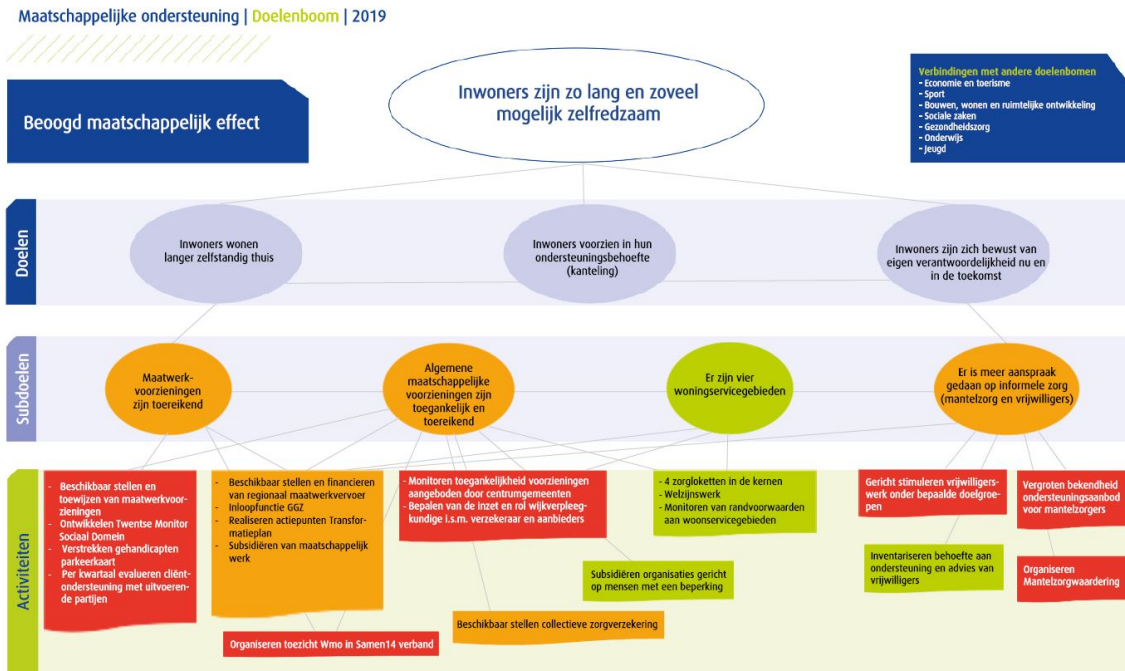 Maatschappelijke ondersteuning | Doelenboom | 2019
Beoogd maatschappelijk effect
Inwoners zijn zo lang en zoveel
mogelijk zelfredzaam
Verbindingen met andere doelenbomen
- Economie en toerisme
- Sport
- Bouwen, wonen en ruimtelijke ontwikkeling
- Sociale zaken
- Gezondheidszorg
- Onderwijs
- Jeugd
Doelen
Inwoners wonen
langer zelfstandig thuis
Inwoners voorzien in hun
ondersteuningsbehoefte
(kanteling)
Inwoners zijn zich bewust van
eigen verantwoordelijkheid nu en
in de toekomst
Subdoelen
Maatwerk-
voorzieningen
zijn toereikend
Algemene
maatschappelijke
voorzieningen zijn
toegankelijk en
toereikend
Er zijn vier
woningservicegebieden
Er is meer aanspraak
gedaan op informele zorg
(mantelzorg en vrijwilligers)
Activiteiten
- Beschikbaar stellen en
toewijzen van maatwerkvoor-
zieningen
- Ontwikkelen Twentse Monitor
Sociaal Domein
- Verstrekken gehandicapten
parkeerkaart
- Per kwartaal evalueren cliënt-
ondersteuning met uitvoeren-
de partijen
- Beschikbaar stellen en financieren
van regionaal maatwerkvervoer
- Inloopfunctie GGZ
- Realiseren actiepunten Transfor-
matieplan
- Subsidiëren van maatschappelijk
werk
Organiseren toezicht Wmo in Samen14 verband
- Monitoren toegankelijkheid voorzieningen
aangeboden door centrumgemeenten
- Bepalen van de inzet en rol wijkverpleeg-
kundige i.s.m. verzekeraar en aanbieders
Beschikbaar stellen collectieve zorgverzekering
- 4 zorgloketten in de kernen
- Welzijnswerk
- Monitoren van randvoorwaarden
aan woonservicegebieden
Subsidiëren organisaties gericht
op mensen met een beperking
Gericht stimuleren vrijwilligers-
werk onder bepaalde doelgroe-
pen
Inventariseren behoefte aan
ondersteuning en advies van
vrijwilligers
Vergroten bekendheid
ondersteuningsaanbod
voor mantelzorgers
Organiseren
Mantelzorgwaardering